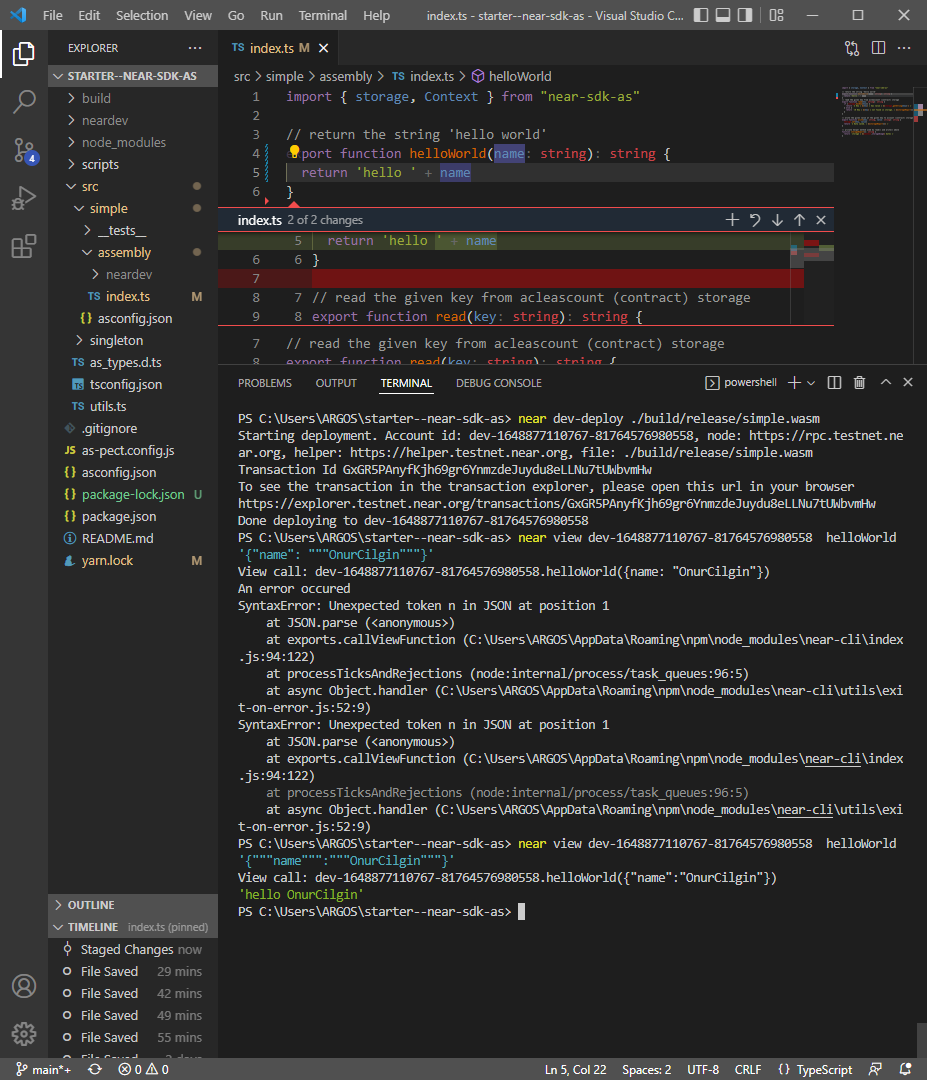 File Edit Selection View Go Run Terminal Help index.ts - starter--near-sdk-as - Visual Studio C...
EXPLORER
STARTER--NEAR-SDK-AS
build
neardev
node_modules
scripts
src
simple
__tests__
assembly
neardev
TS index.ts M
{} asconfig.json
singleton
TS as_types.d.ts
TS tsconfig.json
TS utils.ts
.gitignore
JS as-pect.config.js
{} asconfig.json
{} package-lock.json U
{} package.json
README.md
yarn.lock M
4
OUTLINE
TIMELINE index.ts (pinned)
Staged Changes now
File Saved 29 mins
File Saved 42 mins
File Saved 49 mins
File Saved 55 mins
File Saved 2 days
TS index.ts M
src > simple > assembly > TS index.ts > helloWorld
1 import { storage, Context } from "near-sdk-as"
2
3 // return the string 'hello world'
4 export function helloWorld(name: string): string {
5 return 'hello ' + name
6 }
index.ts 2 of 2 changes
5 return 'hello ' + name
6 6 }
7
8 7 // read the given key from acleascount (contract) storage
9 8 export function read(key: string): string {
7 // read the given key from acleascount (contract) storage
8 export function read(key: string): string {
PROBLEMS OUTPUT TERMINAL DEBUG CONSOLE powershell
PS C:\Users\ARGOS\starter--near-sdk-as> near dev-deploy ./build/release/simple.wasm
Starting deployment. Account id: dev-1648877110767-81764576980558, node: https://rpc.testnet.ne
ar.org, helper: https://helper.testnet.near.org, file: ./build/release/simple.wasm
Transaction Id GxGR5PAnyfKjh69gr6YnmzdeJuydu8eLLNu7tUWbvmHw
To see the transaction in the transaction explorer, please open this url in your browser
https://explorer.testnet.near.org/transactions/GxGR5PAnyfKjh69gr6YnmzdeJuydu8eLLNu7tUWbvmHw
Done deploying to dev-1648877110767-81764576980558
PS C:\Users\ARGOS\starter--near-sdk-as> near view dev-1648877110767-81764576980558 helloWorld
'{"name": """OnurCilgin"""}'
View call: dev-1648877110767-81764576980558.helloWorld({name: "OnurCilgin"})
An error occured
SyntaxError: Unexpected token n in JSON at position 1
at JSON.parse (<anonymous>)
at exports.callViewFunction (C:\Users\ARGOS\AppData\Roaming\npm\node_modules\near-cli\index
.js:94:122)
at processTicksAndRejections (node:internal/process/task_queues:96:5)
at async Object.handler (C:\Users\ARGOS\AppData\Roaming\npm\node_modules\near-cli\utils\exi
t-on-error.js:52:9)
SyntaxError: Unexpected token n in JSON at position 1
at JSON.parse (<anonymous>)
at exports.callViewFunction (C:\Users\ARGOS\AppData\Roaming\npm\node_modules\near-cli\index
.js:94:122)
at processTicksAndRejections (node:internal/process/task_queues:96:5)
at async Object.handler (C:\Users\ARGOS\AppData\Roaming\npm\node_modules\near-cli\utils\exi
t-on-error.js:52:9)
PS C:\Users\ARGOS\starter--near-sdk-as> near view dev-1648877110767-81764576980558 helloWorld
'{"""name""":"""OnurCilgin"""}'
View call: dev-1648877110767-81764576980558.helloWorld({"name":"OnurCilgin"})
'hello OnurCilgin'
PS C:\Users\ARGOS\starter--near-sdk-as>
main*+ 0 0 Ln 5, Col 22 Spaces: 2 UTF-8 CRLF {} TypeScript